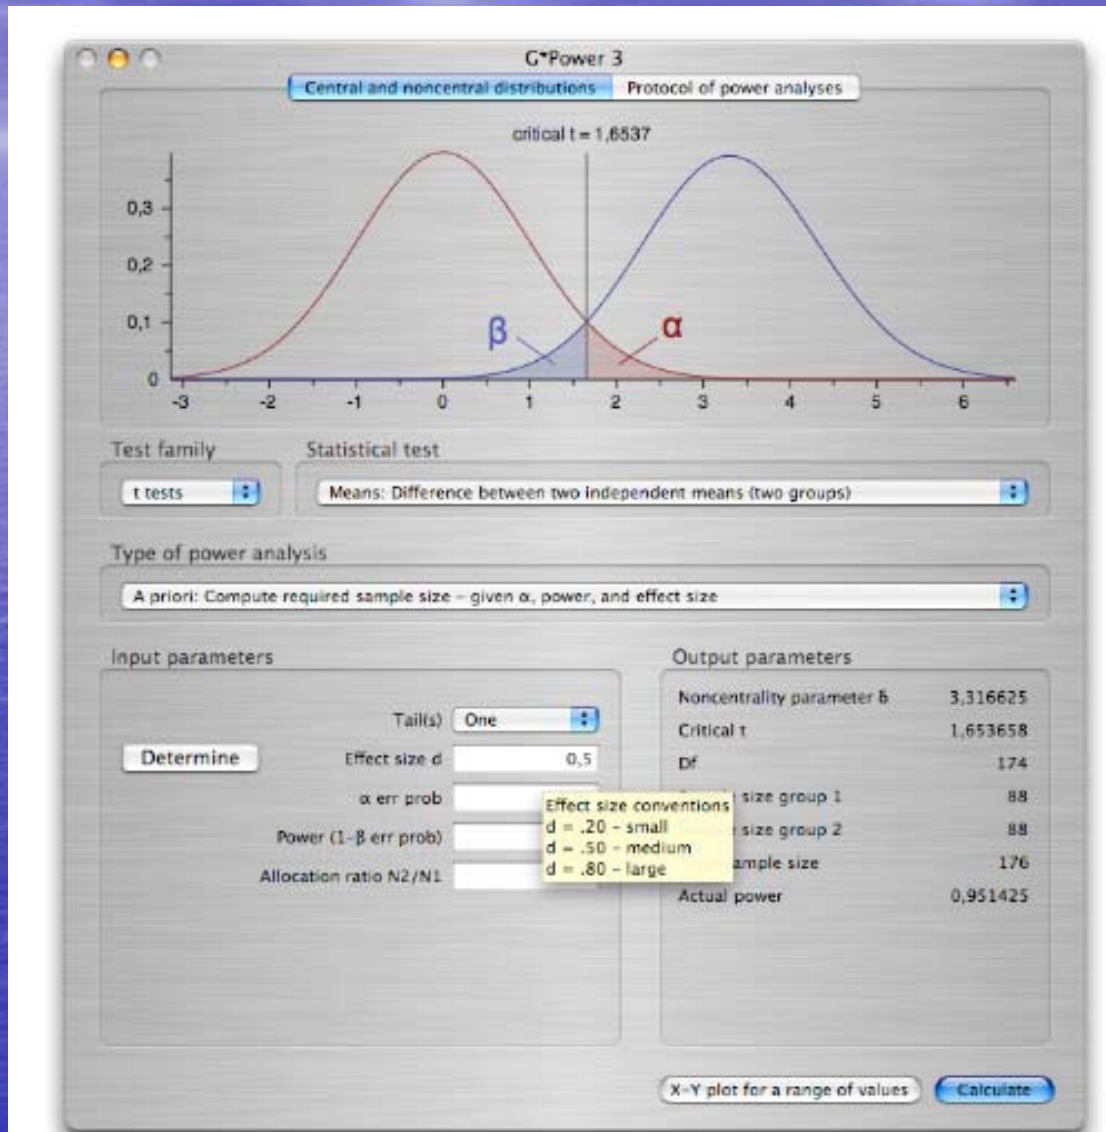 G*Power 3
Central and noncentral distributions Protocol of power analyses
critical t = 1,6537
0,3
0,2
0,1
0
β
α
-3 -2 -1 0 1 2 3 4 5 6
Test family Statistical test
t tests Means: Difference between two independent means (two groups)
Type of power analysis
A priori: Compute required sample size – given α, power, and effect size
Input parameters
Tail(s) One
Determine Effect size d 0,5
α err prob
Power (1-β err prob)
Allocation ratio N2/N1
Effect size conventions
d = .20 – small
d = .50 – medium
d = .80 – large
Output parameters
Noncentrality parameter δ 3,316625
Critical t 1,653658
Df 174
size group 1 88
size group 2 88
ample size 176
Actual power 0,951425
X-Y plot for a range of values Calculate